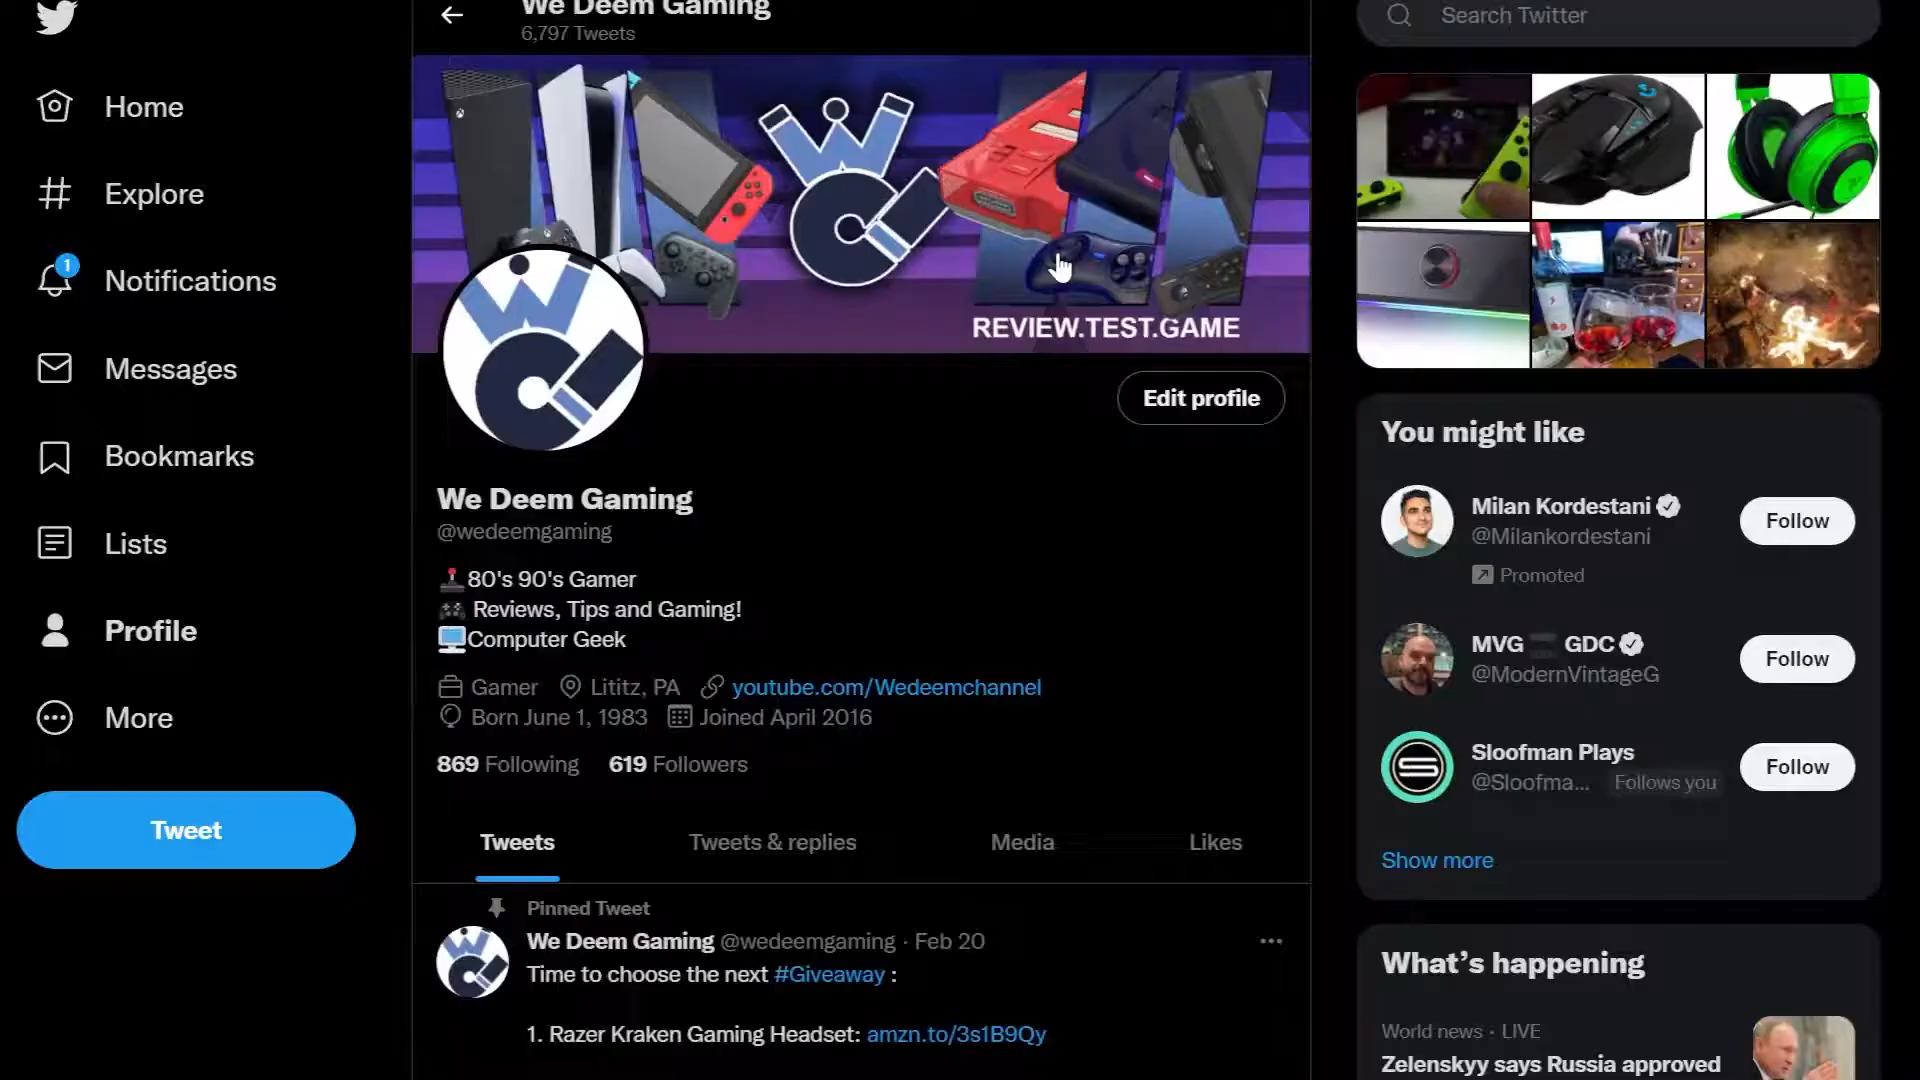 We Deem Gaming
6,797 Tweets
Search Twitter
Home
Explore
1
Notifications
Messages
Bookmarks
Lists
Profile
More
Tweet
REVIEW.TEST.GAME
Edit profile
We Deem Gaming
@wedeemgaming
80's 90's Gamer
Reviews, Tips and Gaming!
Computer Geek
Gamer Lititz, PA youtube.com/Wedeemchannel
Born June 1, 1983 Joined April 2016
869 Following 619 Followers
Tweets Tweets & replies Media Likes
Pinned Tweet
We Deem Gaming @wedeemgaming · Feb 20
Time to choose the next #Giveaway :
1. Razer Kraken Gaming Headset: amzn.to/3s1B9Qy
You might like
Milan Kordestani
@Milankordestani
Promoted
Follow
MVG GDC
@ModernVintageG
Follow
Sloofman Plays
@Sloofma... Follows you
Follow
Show more
What's happening
World news · LIVE
Zelenskyy says Russia approved